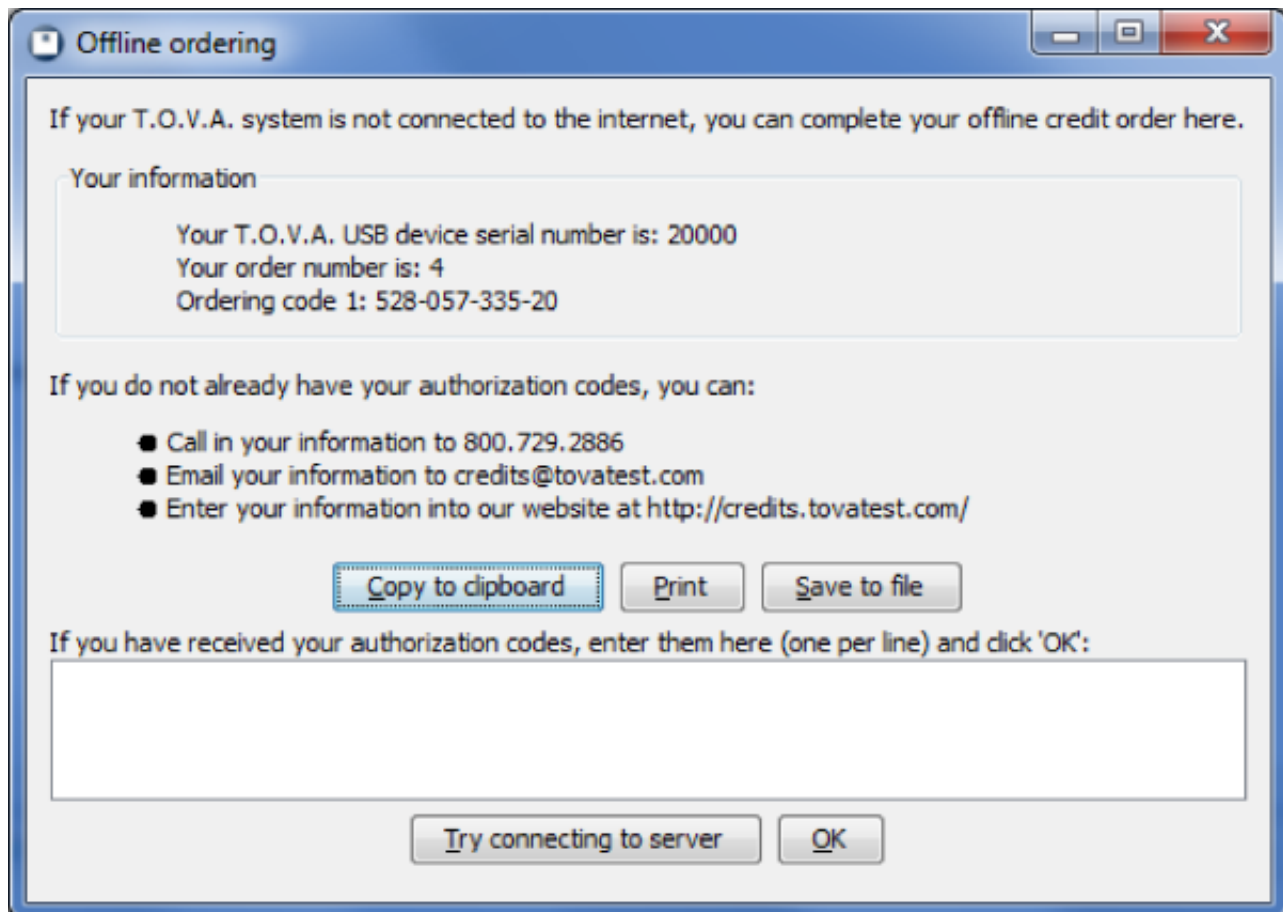 Offline ordering
If your T.O.V.A. system is not connected to the internet, you can complete your offline credit order here.
Your information
Your T.O.V.A. USB device serial number is: 20000
Your order number is: 4
Ordering code 1: 528-057-335-20
If you do not already have your authorization codes, you can:
Call in your information to 800.729.2886
Email your information to credits@tovatest.com
Enter your information into our website at http://credits.tovatest.com/
Copy to clipboard Print Save to file
If you have received your authorization codes, enter them here (one per line) and click 'OK':
Try connecting to server OK